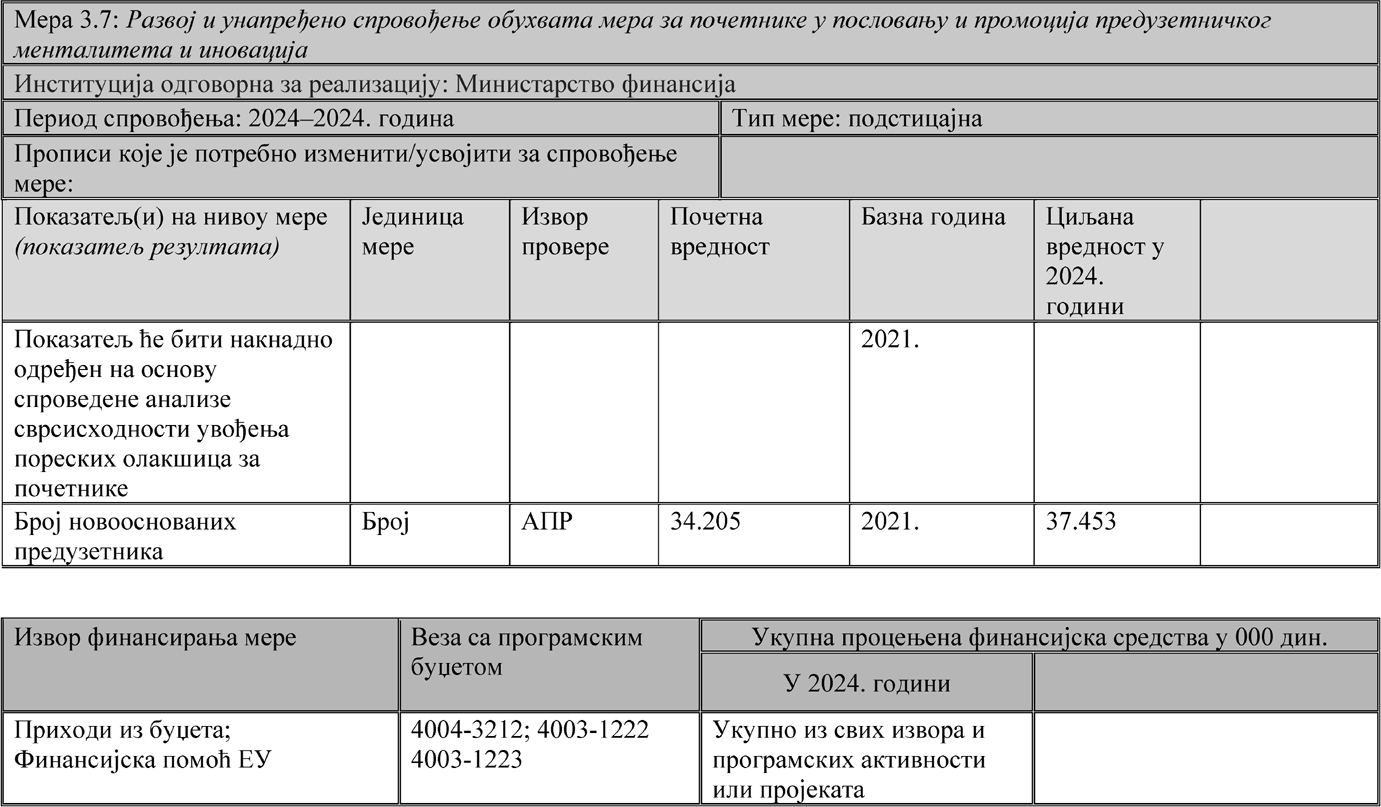 Мера 3.7: Развој и унапређено спровођење обухвата мера за почетнике у пословању и промоција предузетничког
менталитета и иновација
Институција одговорна за реализацију: Министарство финансија
Период спровођења: 2024–2024. година
Тип мере: подстицајна
Прописи које је потребно изменити/усвојити за спровођење
мере:
Показатељ(и) на нивоу мере
(показатељ резултата)
Јединица
мере
Извор
провере
Почетна
вредност
Базна година
Циљана
вредност у
2024.
години
Показатељ ће бити накнадно
одређен на основу
спроведене анализе
сврсисходности увођења
пореских олакшица за
почетнике
2021.
Број новооснованих
предузетника
Број
АПР
34.205
2021.
37.453
Извор финансирања мере
Веза са програмским
буџетом
Укупна процењена финансијска средства у 000 дин.
У 2024. години
Приходи из буџета;
Финансијска помоћ ЕУ
4004-3212; 4003-1222
4003-1223
Укупно из свих извора и
програмских активности
или пројеката